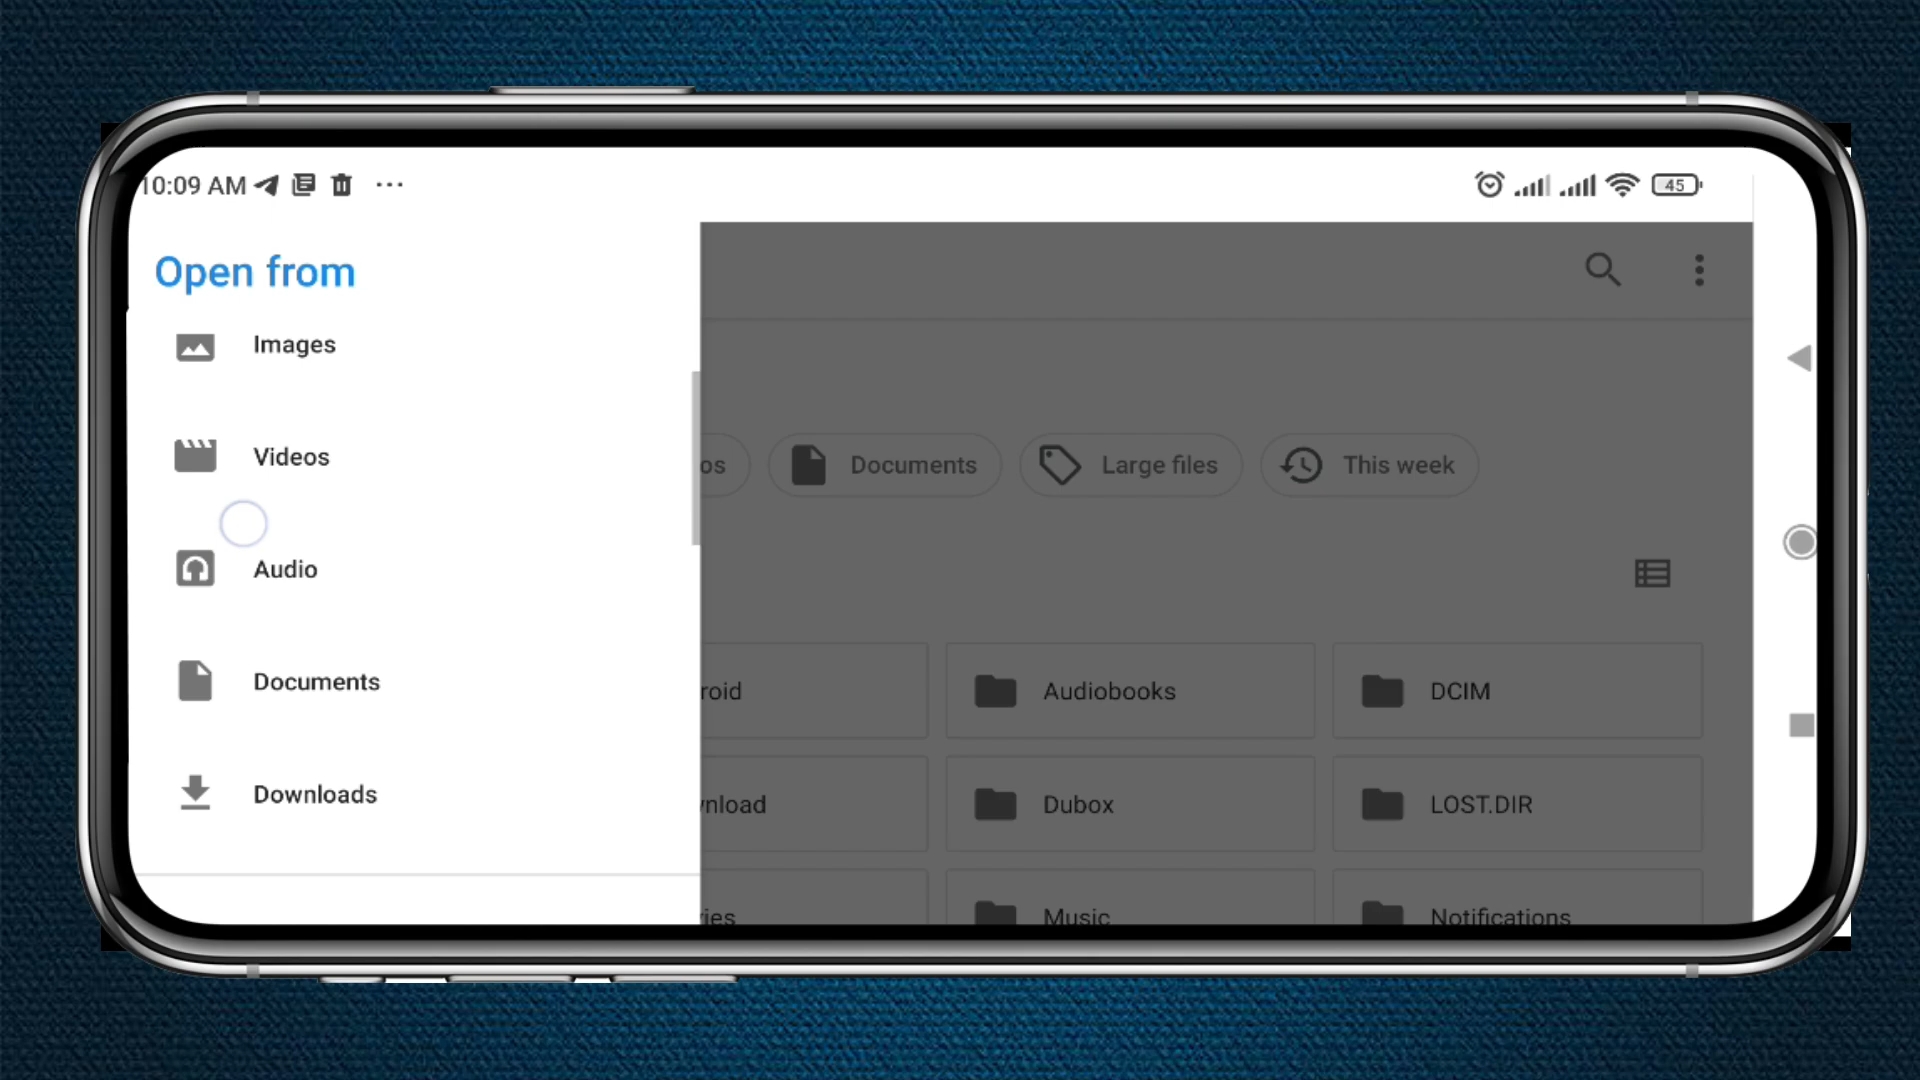 10:09 AM
45
Open from
Images
Videos
Audio
Documents
Downloads
os
Documents
Large files
This week
roid
Audiobooks
DCIM
nload
Dubox
LOST.DIR
ies
Music
Notifications